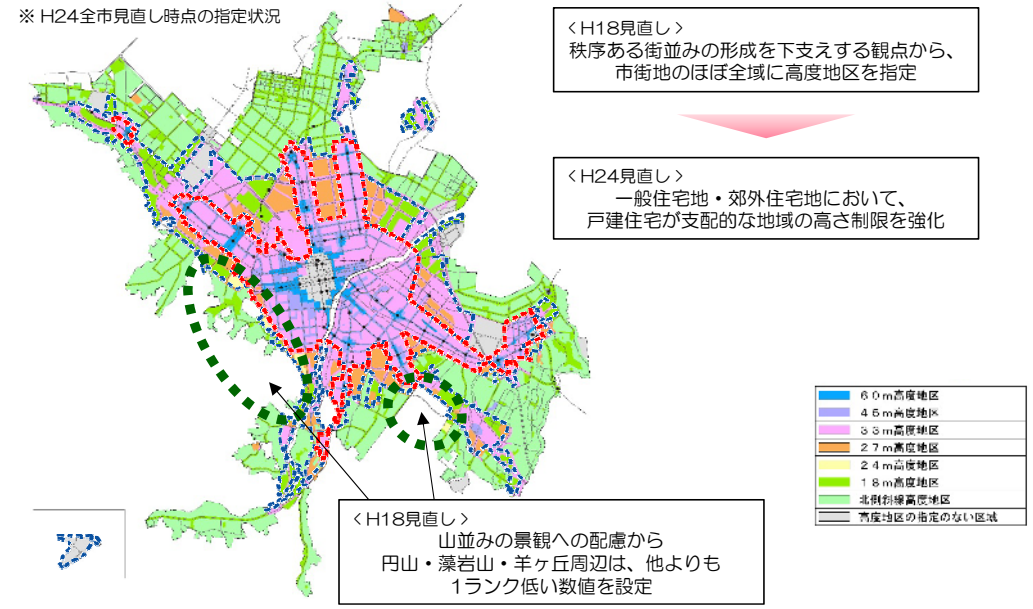 ※ H24全市見直し時点の指定状況
＜H18見直し＞
秩序ある街並みの形成を下支えする観点から、
市街地のほぼ全域に高度地区を指定
＜H24見直し＞
一般住宅地・郊外住宅地において、
戸建住宅が支配的な地域の高さ制限を強化
６０ｍ高度地区
４５ｍ高度地区
３３ｍ高度地区
２７ｍ高度地区
２４ｍ高度地区
１８ｍ高度地区
北側斜線高度地区
高度地区の指定のない区域
＜H18見直し＞
山並みの景観への配慮から
円山・藻岩山・羊ヶ丘周辺は、他よりも
1ランク低い数値を設定